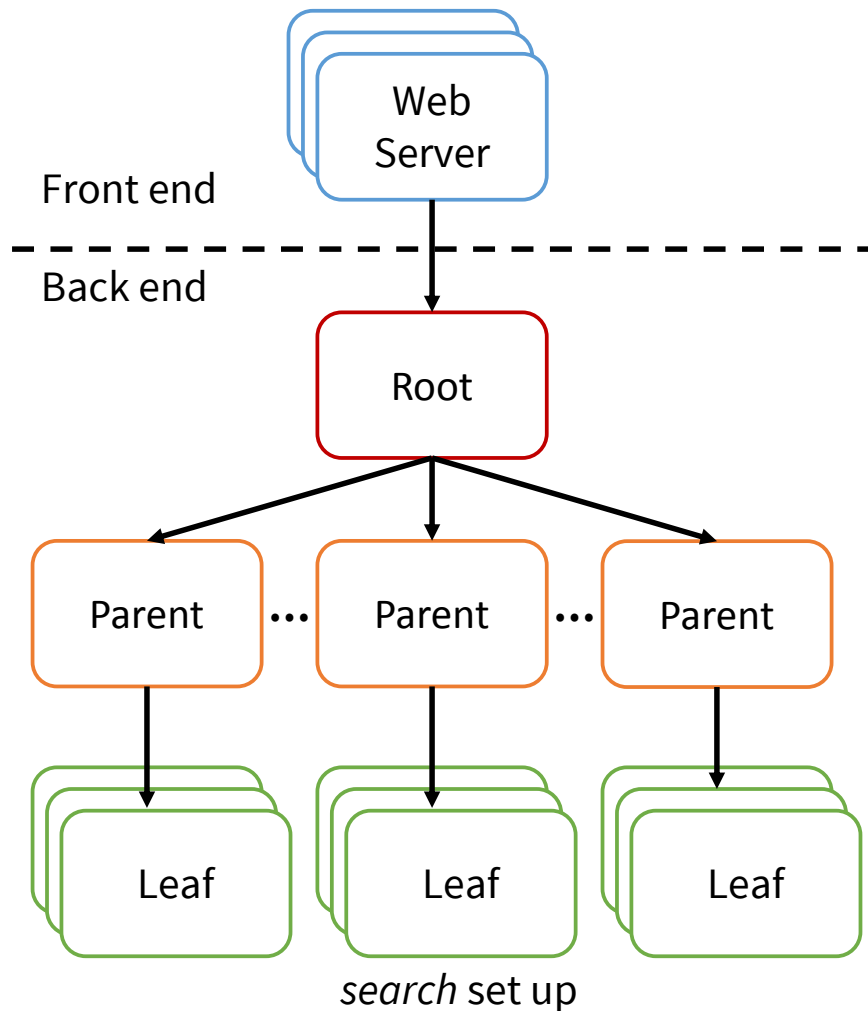 Web
Server
Front end
Back end
Root
Parent ... Parent ... Parent
Leaf Leaf Leaf
search set up